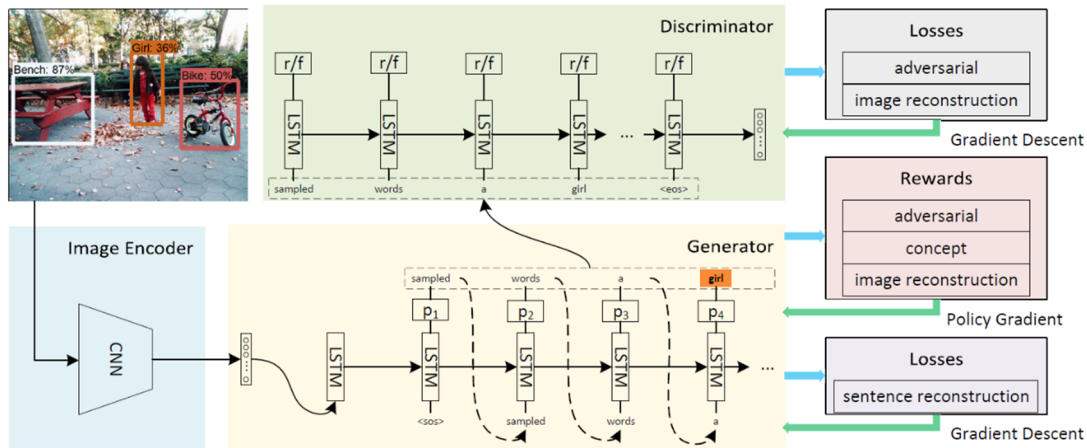 Girl: 36%
Bench: 87%
Bike: 50%
Discriminator
r/f r/f r/f r/f r/f
LSTM LSTM LSTM LSTM ... LSTM
sampled words a girl <eos>
Losses
adversarial
image reconstruction
Gradient Descent
Rewards
adversarial
concept
image reconstruction
Policy Gradient
Image Encoder
CNN
Generator
sampled words a girl
p1 p2 p3 p4
LSTM LSTM LSTM LSTM LSTM ...
<sos> sampled words a
Losses
sentence reconstruction
Gradient Descent